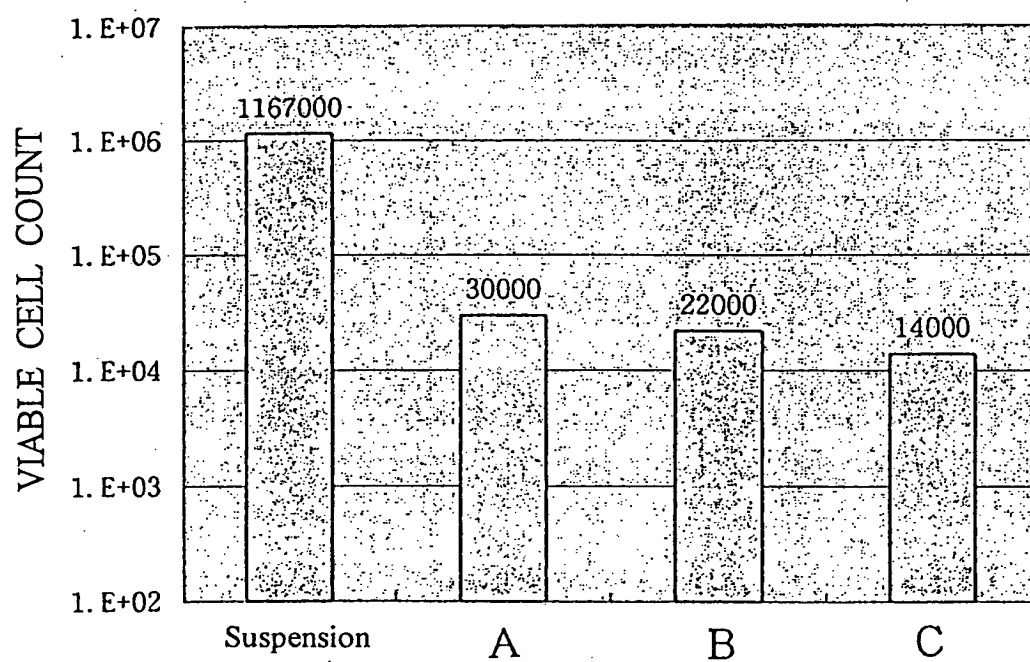 1.E+07
1167000
1.E+06
1.E+05
30000
22000
14000
1.E+04
1.E+03
1.E+02
VIABLE CELL COUNT
Suspension A B C